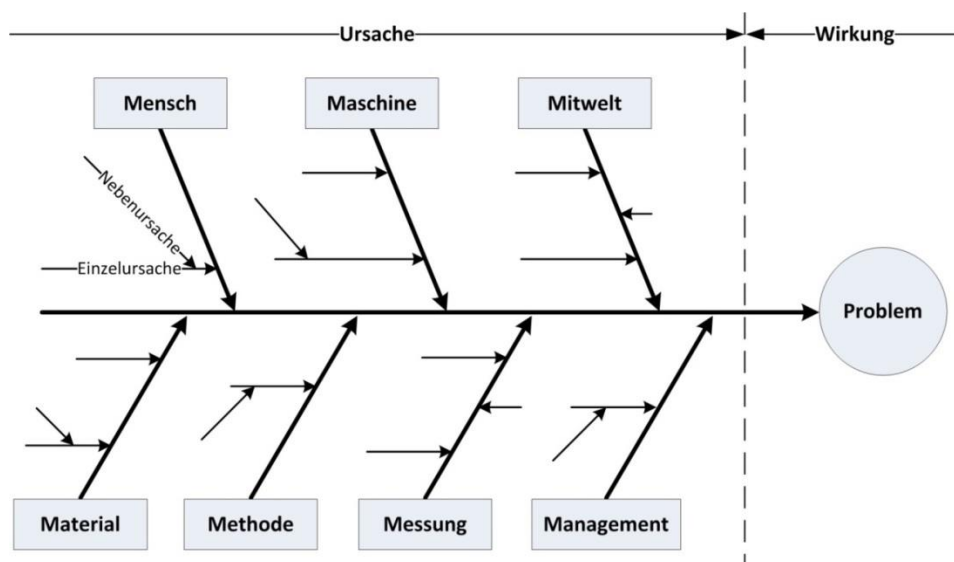 Ursache
Wirkung
Mensch
Maschine
Mitwelt
Nebenursache
Einzelursache
Problem
Material
Methode
Messung
Management